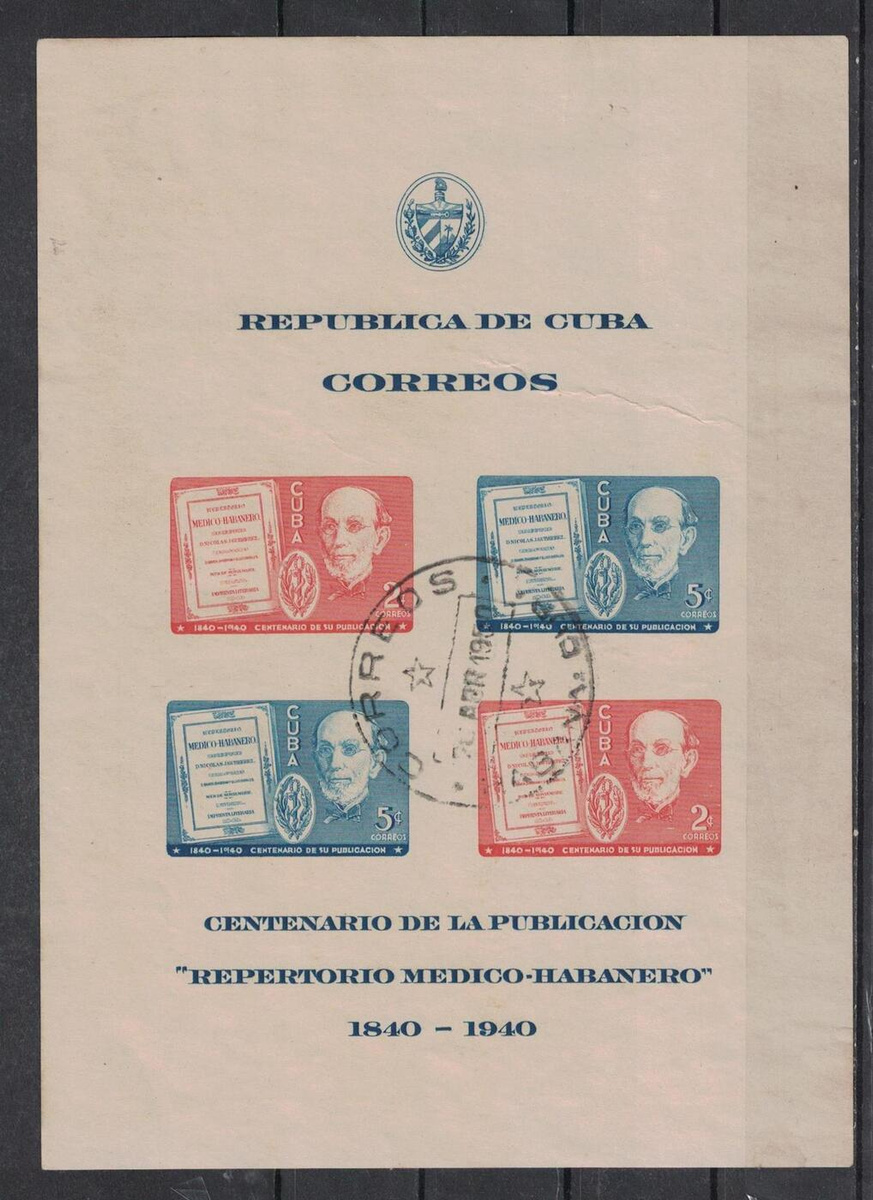 REPUBLICA DE CUBA
CORREOS
MEDICO-HABANERO
CUBA
2
CORREOS
1840-1940 CENTENARIO DE SU PUBLICACION
MEDICO-HABANERO
CUBA
5¢
CORREOS
1840-1940 CENTENARIO DE SU PUBLICACION
CORREOS
ABR 19
MEDICO-HABANERO
CUBA
5¢
CORREOS
1840-1940 CENTENARIO DE SU PUBLICACION
MEDICO-HABANERO
CUBA
2¢
CORREOS
1840-1940 CENTENARIO DE SU PUBLICACION
CENTENARIO DE LA PUBLICACION
"REPERTORIO MEDICO-HABANERO"
1840 - 1940